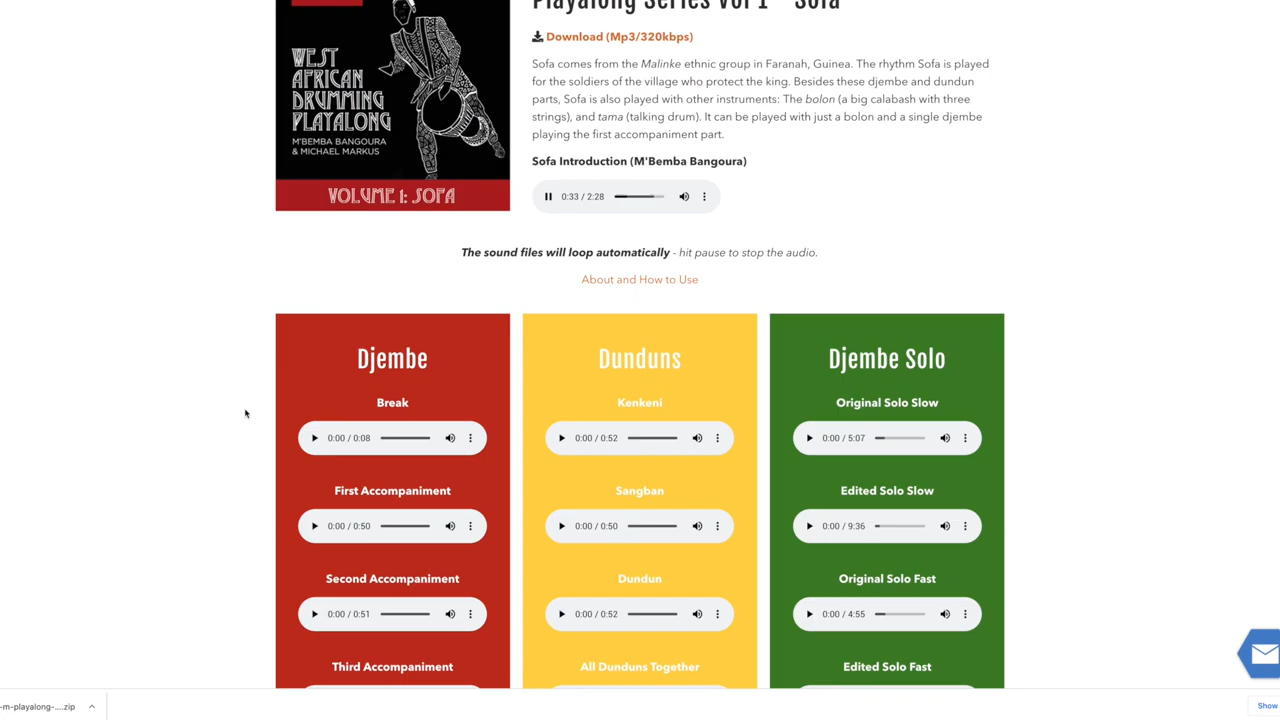 Playalong Series Vol 1 - Sofa
Download (Mp3/320kbps)
WEST
AFRICAN
DRUMMING
PLAYALONG
M'BEMBA BANGOURA
& MICHAEL MARKUS
VOLUME 1: SOFA
Sofa comes from the Malinke ethnic group in Faranah, Guinea. The rhythm Sofa is played
for the soldiers of the village who protect the king. Besides these djembe and dundun
parts, Sofa is also played with other instruments: The bolon (a big calabash with three
strings), and tama (talking drum). It can be played with just a bolon and a single djembe
playing the first accompaniment part.
Sofa Introduction (M'Bemba Bangoura)
0:33 / 2:28
The sound files will loop automatically - hit pause to stop the audio.
About and How to Use
Djembe
Break
0:00 / 0:08
First Accompaniment
0:00 / 0:50
Second Accompaniment
0:00 / 0:51
Third Accompaniment
Dunduns
Kenkeni
0:00 / 0:52
Sangban
0:00 / 0:50
Dundun
0:00 / 0:52
All Dunduns Together
Djembe Solo
Original Solo Slow
0:00 / 5:07
Edited Solo Slow
0:00 / 9:36
Original Solo Fast
0:00 / 4:55
Edited Solo Fast
-m-playalong-....zip
Show